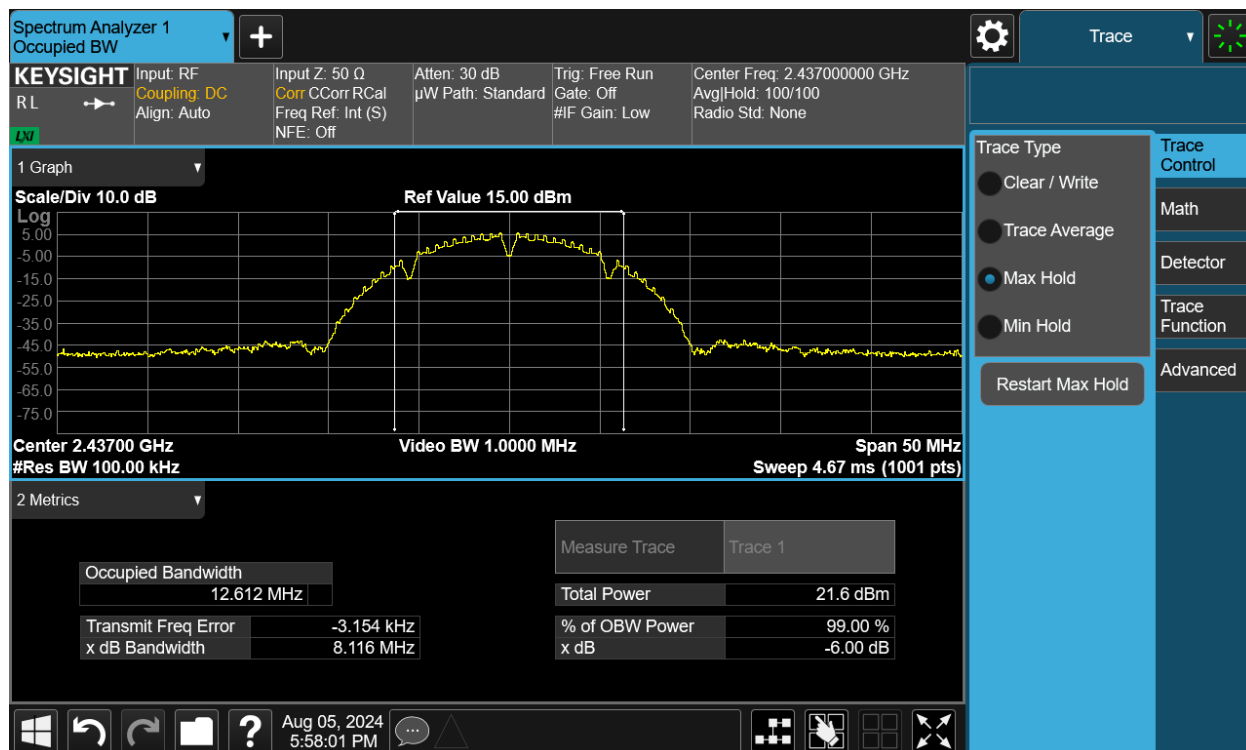 Spectrum Analyzer 1
Occupied BW
+
Trace
KEYSIGHT
R L
LXI
Input: RF
Coupling: DC
Align: Auto
Input Z: 50 Ω
Corr CCorr RCal
Freq Ref: Int (S)
NFE: Off
Atten: 30 dB
µW Path: Standard
Trig: Free Run
Gate: Off
#IF Gain: Low
Center Freq: 2.437000000 GHz
Avg|Hold: 100/100
Radio Std: None
1 Graph
Scale/Div 10.0 dB
Ref Value 15.00 dBm
Log
5.00
-5.00
-15.0
-25.0
-35.0
-45.0
-55.0
-65.0
-75.0
Center 2.43700 GHz
Video BW 1.0000 MHz
Span 50 MHz
#Res BW 100.00 kHz
Sweep 4.67 ms (1001 pts)
2 Metrics
Measure Trace Trace 1
Occupied Bandwidth
12.612 MHz
Total Power 21.6 dBm
Transmit Freq Error -3.154 kHz
% of OBW Power 99.00 %
x dB Bandwidth 8.116 MHz
x dB -6.00 dB
Trace Type
Clear / Write
Trace Average
Max Hold
Min Hold
Restart Max Hold
Trace
Control
Math
Detector
Trace
Function
Advanced
?
Aug 05, 2024
5:58:01 PM